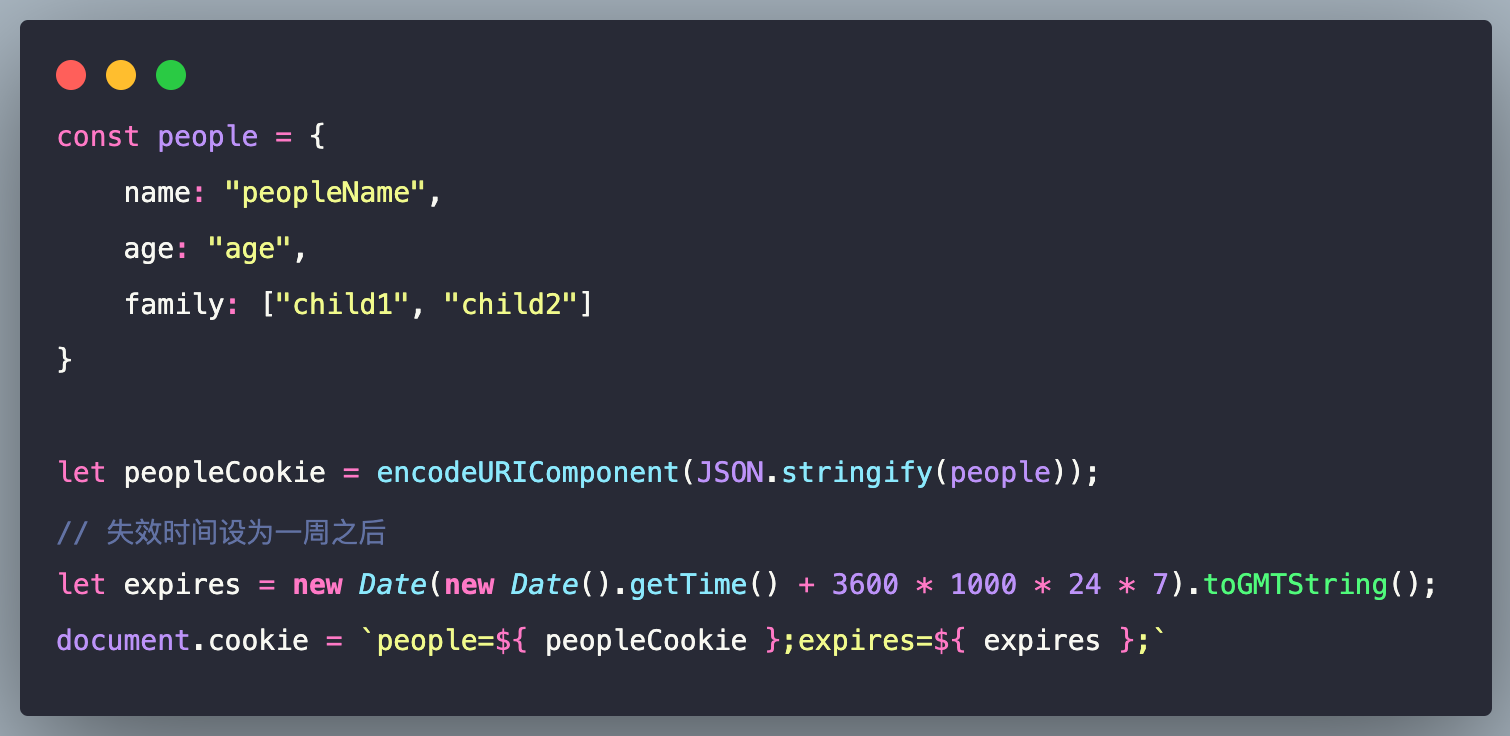 const people = {
    name: "peopleName",
    age: "age",
    family: ["child1", "child2"]
}

let peopleCookie = encodeURIComponent(JSON.stringify(people));
// 失效时间设为一周之后
let expires = new Date(new Date().getTime() + 3600 * 1000 * 24 * 7).toGMTString();
document.cookie = `people=${ peopleCookie };expires=${ expires };`